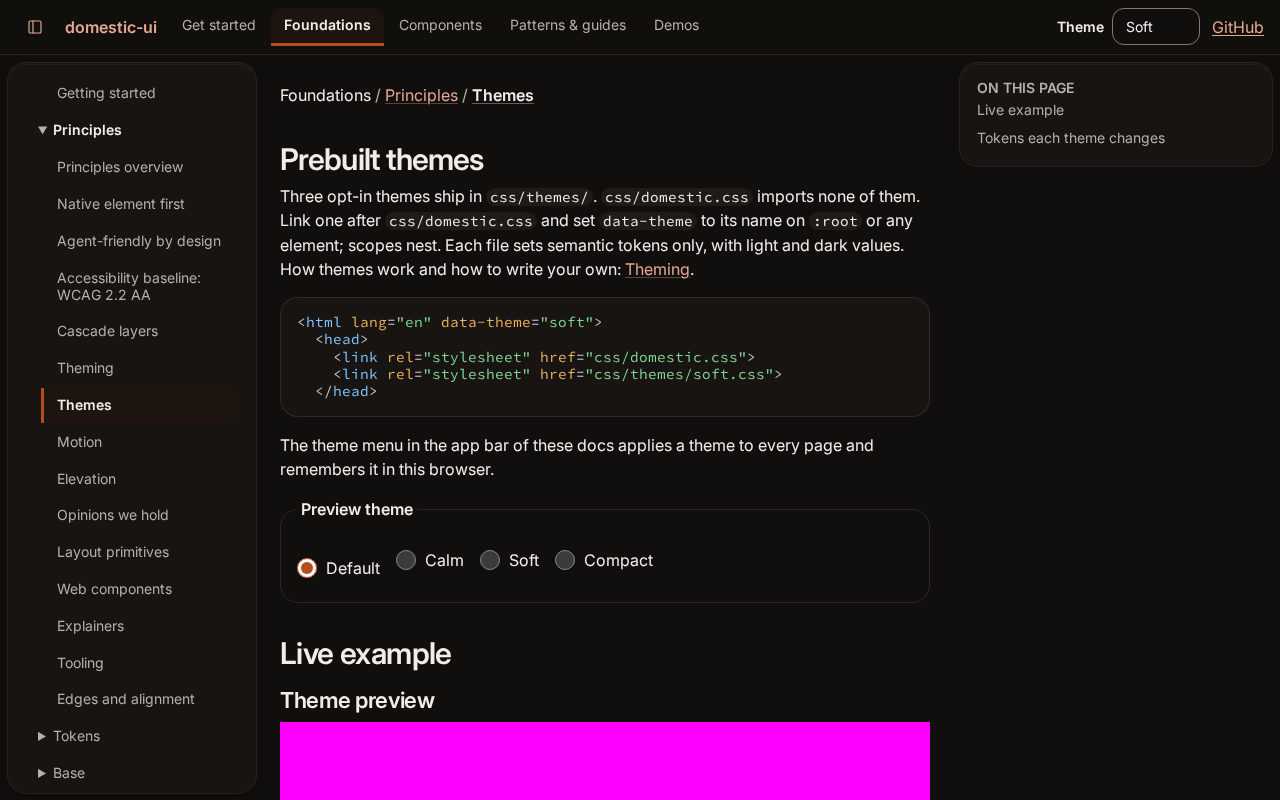 domestic-ui
Get started
Foundations
Components
Patterns & guides
Demos
Theme
Soft
GitHub
Getting started
Principles
Principles overview
Native element first
Agent-friendly by design
Accessibility baseline:
WCAG 2.2 AA
Cascade layers
Theming
Themes
Motion
Elevation
Opinions we hold
Layout primitives
Web components
Explainers
Tooling
Edges and alignment
Tokens
Base
Foundations / Principles / Themes
Prebuilt themes
Three opt-in themes ship in css/themes/. css/domestic.css imports none of them.
Link one after css/domestic.css and set data-theme to its name on :root or any
element; scopes nest. Each file sets semantic tokens only, with light and dark values.
How themes work and how to write your own: Theming.
<html lang="en" data-theme="soft">
  <head>
    <link rel="stylesheet" href="css/domestic.css">
    <link rel="stylesheet" href="css/themes/soft.css">
  </head>
The theme menu in the app bar of these docs applies a theme to every page and
remembers it in this browser.
Preview theme
Default
Calm
Soft
Compact
Live example
Theme preview
ON THIS PAGE
Live example
Tokens each theme changes